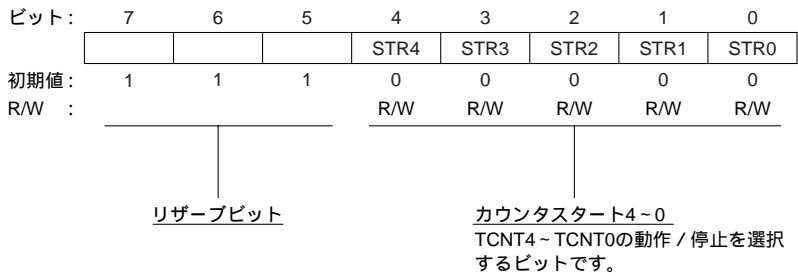 ビット： 7 6 5 4 3 2 1 0
STR4 STR3 STR2 STR1 STR0
初期値： 1 1 1 0 0 0 0 0
R/W ： R/W R/W R/W R/W R/W
リザーブビット
カウンタスタート4～0
TCNT4～TCNT0の動作／停止を選択
するビットです。